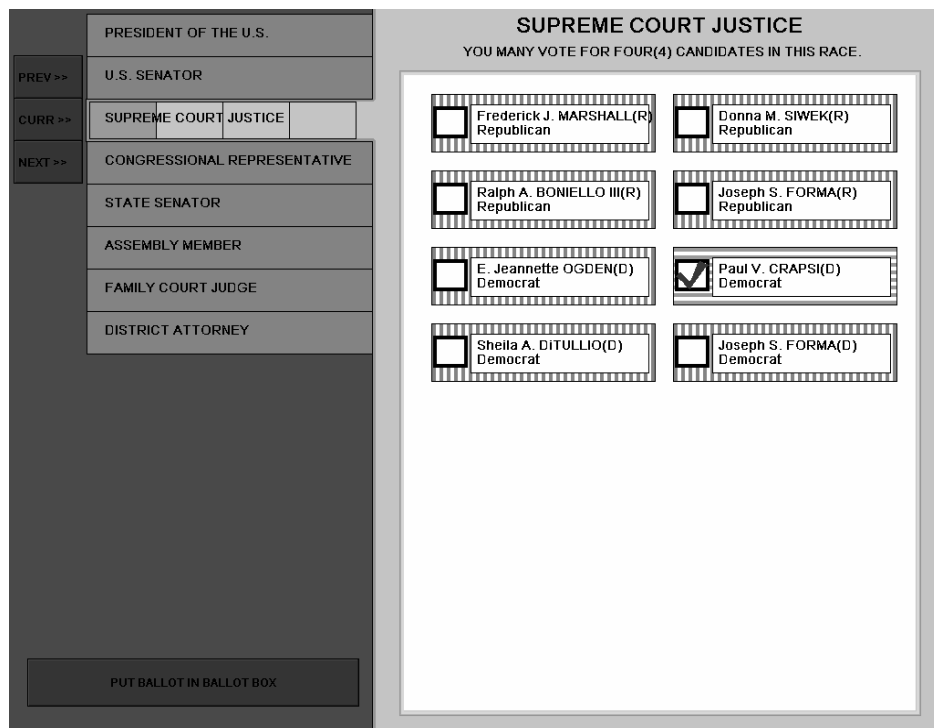 PRESIDENT OF THE U.S.
U.S. SENATOR
SUPREME COURT JUSTICE
CONGRESSIONAL REPRESENTATIVE
STATE SENATOR
ASSEMBLY MEMBER
FAMILY COURT JUDGE
DISTRICT ATTORNEY
PREV >>
CURR >>
NEXT >>
PUT BALLOT IN BALLOT BOX
SUPREME COURT JUSTICE
YOU MANY VOTE FOR FOUR(4) CANDIDATES IN THIS RACE.
Frederick J. MARSHALL(R)
Republican
Donna M. SIWEK(R)
Republican
Ralph A. BONIELLO III(R)
Republican
Joseph S. FORMA(R)
Republican
E. Jeannette OGDEN(D)
Democrat
Paul V. CRAPSI(D)
Democrat
Sheila A. DiTULLIO(D)
Democrat
Joseph S. FORMA(D)
Democrat